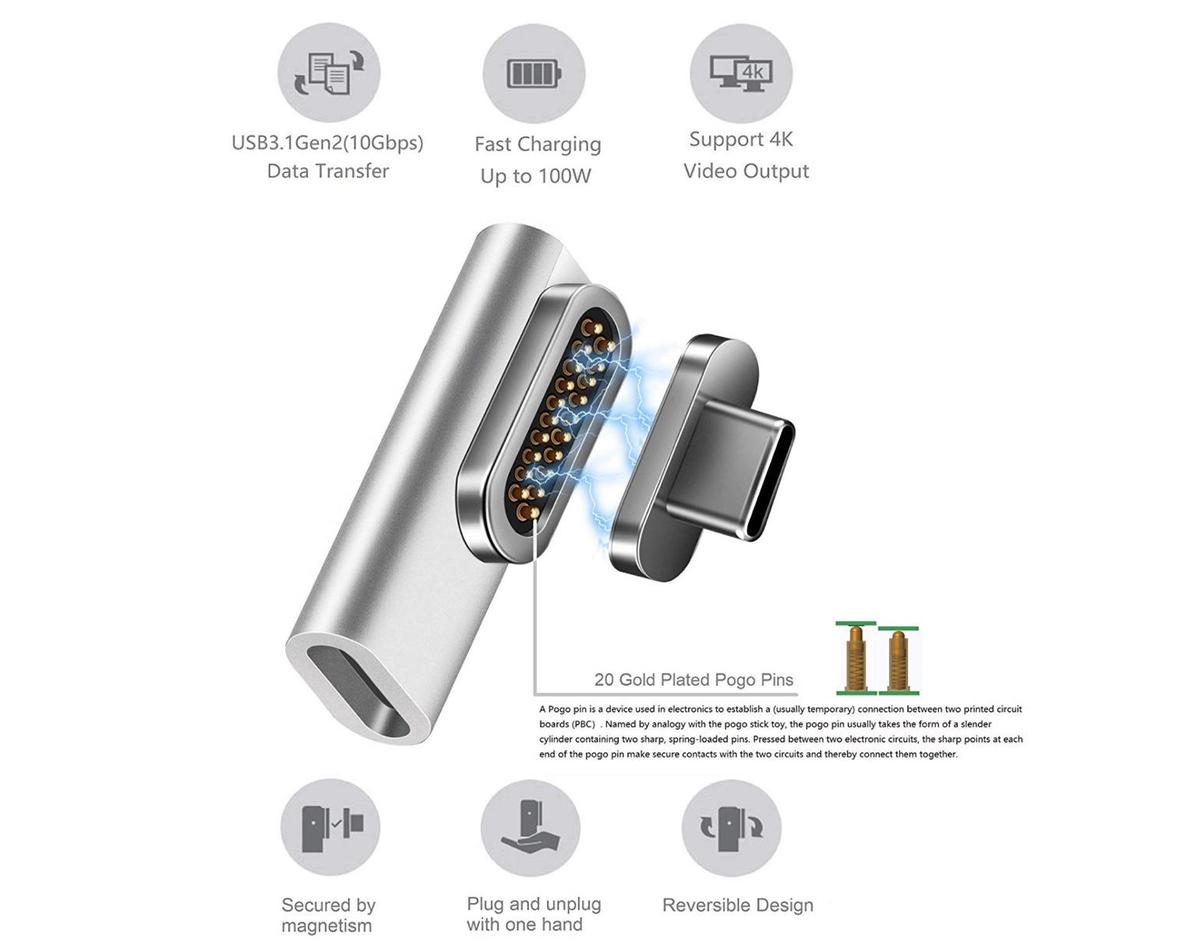 4k
USB3.1Gen2(10Gbps)
Data Transfer
Fast Charging
Up to 100W
Support 4K
Video Output
20 Gold Plated Pogo Pins
A Pogo pin is a device used in electronics to establish a (usually temporary) connection between two printed circuit
boards (PBC) . Named by analogy with the pogo stick toy, the pogo pin usually takes the form of a slender
cylinder containing two sharp, spring-loaded pins. Pressed between two electronic circuits, the sharp points at each
end of the pogo pin make secure contacts with the two circuits and thereby connect them together.
Secured by
magnetism
Plug and unplug
with one hand
Reversible Design